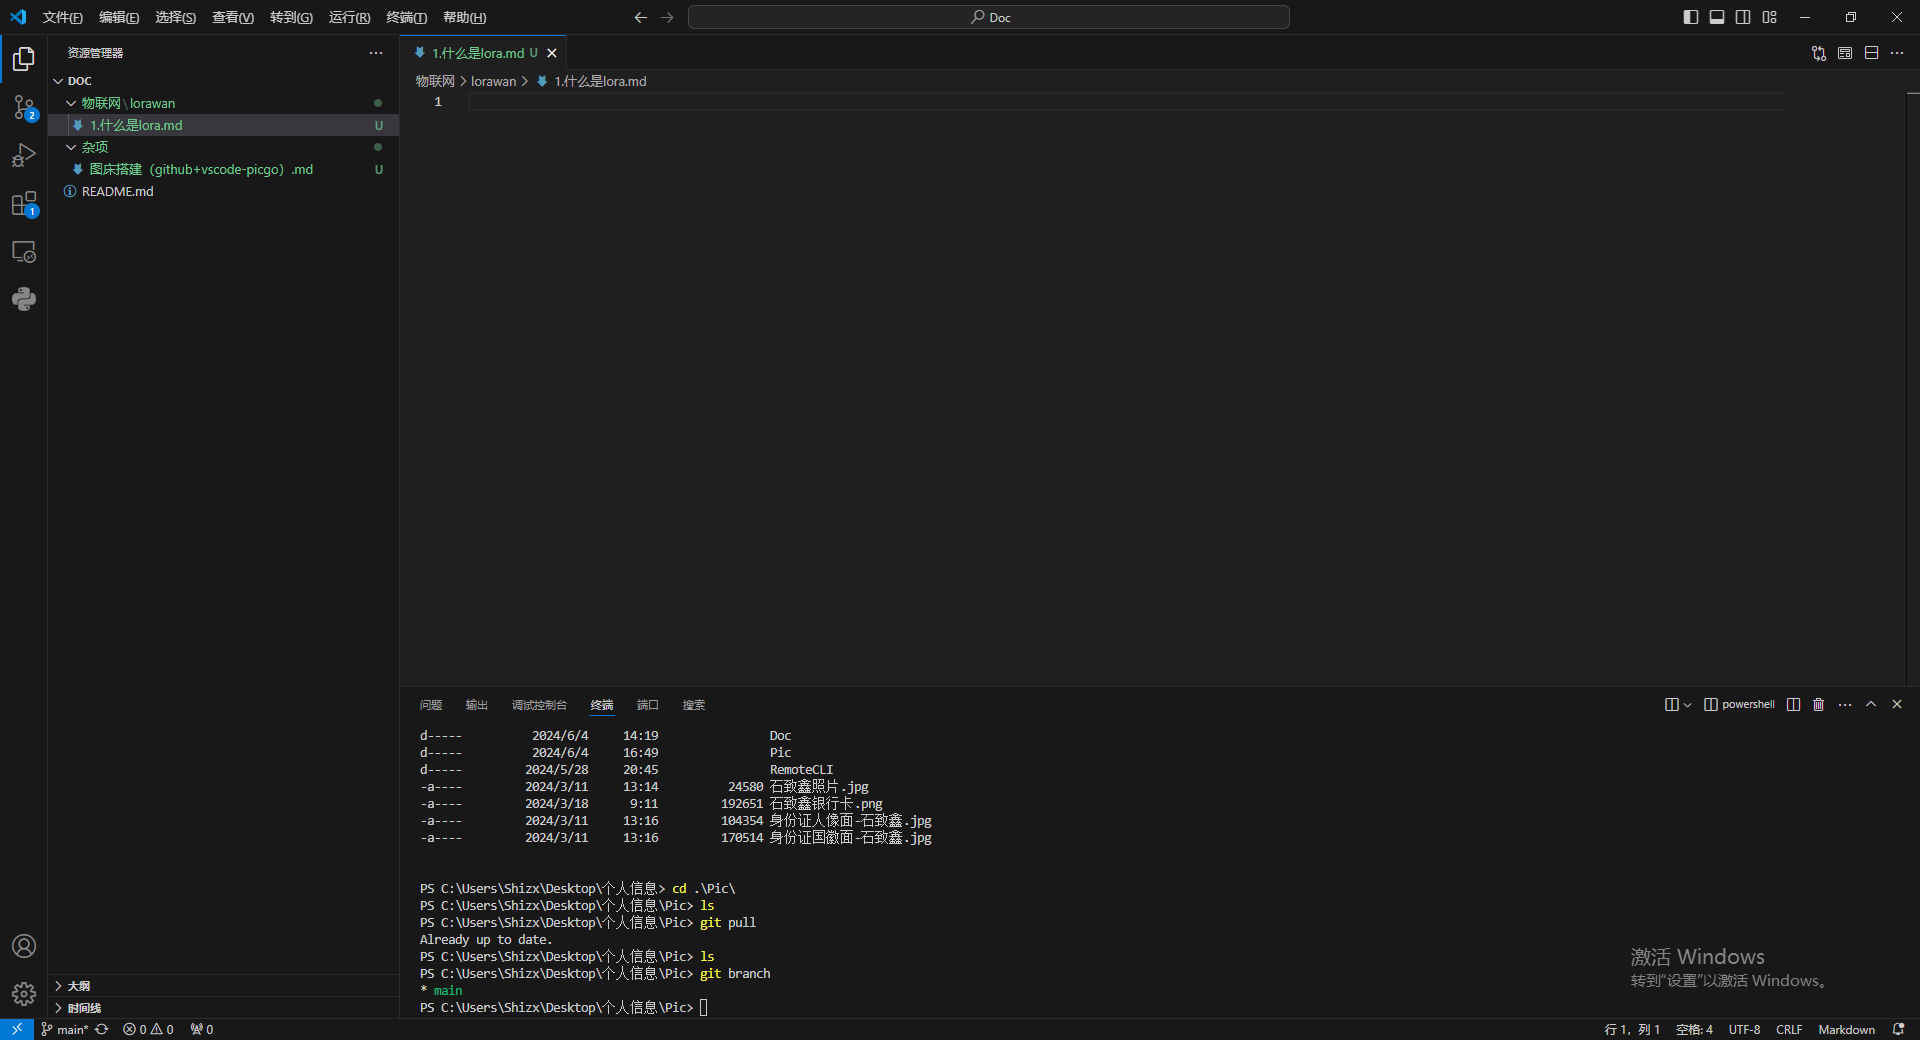 文件(F) 编辑(E) 选择(S) 查看(V) 转到(G) 运行(R) 终端(T) 帮助(H) Doc
资源管理器
DOC
物联网\lorawan
1.什么是lora.md U
杂项
图床搭建（github+vscode-picgo）.md U
README.md
2
1
大纲
时间线
1.什么是lora.md U
物联网 > lorawan > 1.什么是lora.md
1
问题 输出 调试控制台 终端 端口 搜索 powershell
d----- 2024/6/4 14:19 Doc
d----- 2024/6/4 16:49 Pic
d----- 2024/5/28 20:45 RemoteCLI
-a---- 2024/3/11 13:14 24580 石致鑫照片.jpg
-a---- 2024/3/18 9:11 192651 石致鑫银行卡.png
-a---- 2024/3/11 13:16 104354 身份证人像面-石致鑫.jpg
-a---- 2024/3/11 13:16 170514 身份证国徽面-石致鑫.jpg
PS C:\Users\Shizx\Desktop\个人信息> cd .\Pic\
PS C:\Users\Shizx\Desktop\个人信息\Pic> ls
PS C:\Users\Shizx\Desktop\个人信息\Pic> git pull
Already up to date.
PS C:\Users\Shizx\Desktop\个人信息\Pic> ls
PS C:\Users\Shizx\Desktop\个人信息\Pic> git branch
* main
PS C:\Users\Shizx\Desktop\个人信息\Pic>
激活 Windows
转到“设置”以激活 Windows。
main* 0 0 0 行 1，列 1 空格: 4 UTF-8 CRLF Markdown